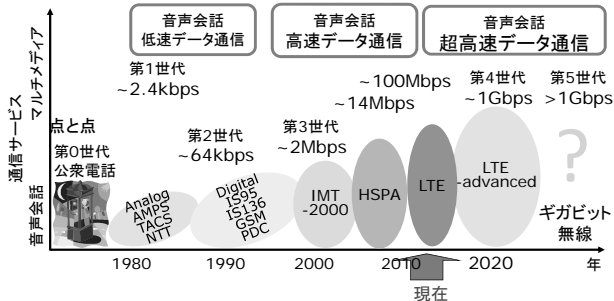 音声会話
低速データ通信
音声会話
高速データ通信
音声会話
超高速データ通信
通信サービス
マルチメディア
音声会話
点と点
第0世代
公衆電話
第1世代
~2.4kbps
第2世代
~64kbps
第3世代
~2Mbps
~14Mbps
~100Mbps
第4世代
~1Gbps
第5世代
>1Gbps
Analog
AMPS
TACS
NTT
Digital
IS95
IS136
GSM
PDC
IMT
-2000
HSPA
LTE
LTE
-advanced
?
ギガビット
無線
1980
1990
2000
2010
2020
年
現在